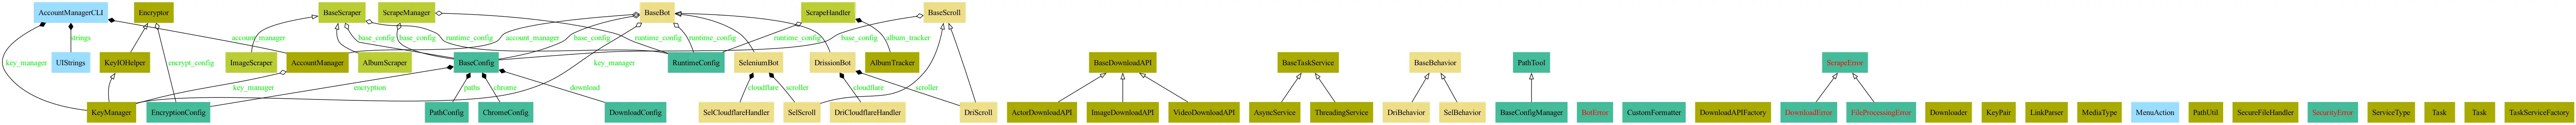 AccountManagerCLI
Encryptor
BaseScraper
ScrapeManager
BaseBot
ScrapeHandler
BaseScroll
strings
account_manager
base_config
base_config
runtime_config
account_manager
base_config
runtime_config
runtime_config
runtime_config
base_config
album_tracker
key_manager
UIStrings
KeyIOHelper
encrypt_config
ImageScraper
AccountManager
AlbumScraper
BaseConfig
key_manager
RuntimeConfig
SeleniumBot
DrissionBot
AlbumTracker
BaseDownloadAPI
BaseTaskService
BaseBehavior
PathTool
ScrapeError
key_manager
encryption
paths
chrome
download
cloudflare
scroller
cloudflare
scroller
KeyManager
EncryptionConfig
PathConfig
ChromeConfig
DownloadConfig
SelCloudflareHandler
SelScroll
DriCloudflareHandler
DriScroll
ActorDownloadAPI
ImageDownloadAPI
VideoDownloadAPI
AsyncService
ThreadingService
DriBehavior
SelBehavior
BaseConfigManager
BotError
CustomFormatter
DownloadAPIFactory
DownloadError
FileProcessingError
Downloader
KeyPair
LinkParser
MediaType
MenuAction
PathUtil
SecureFileHandler
SecurityError
ServiceType
Task
Task
TaskServiceFactory